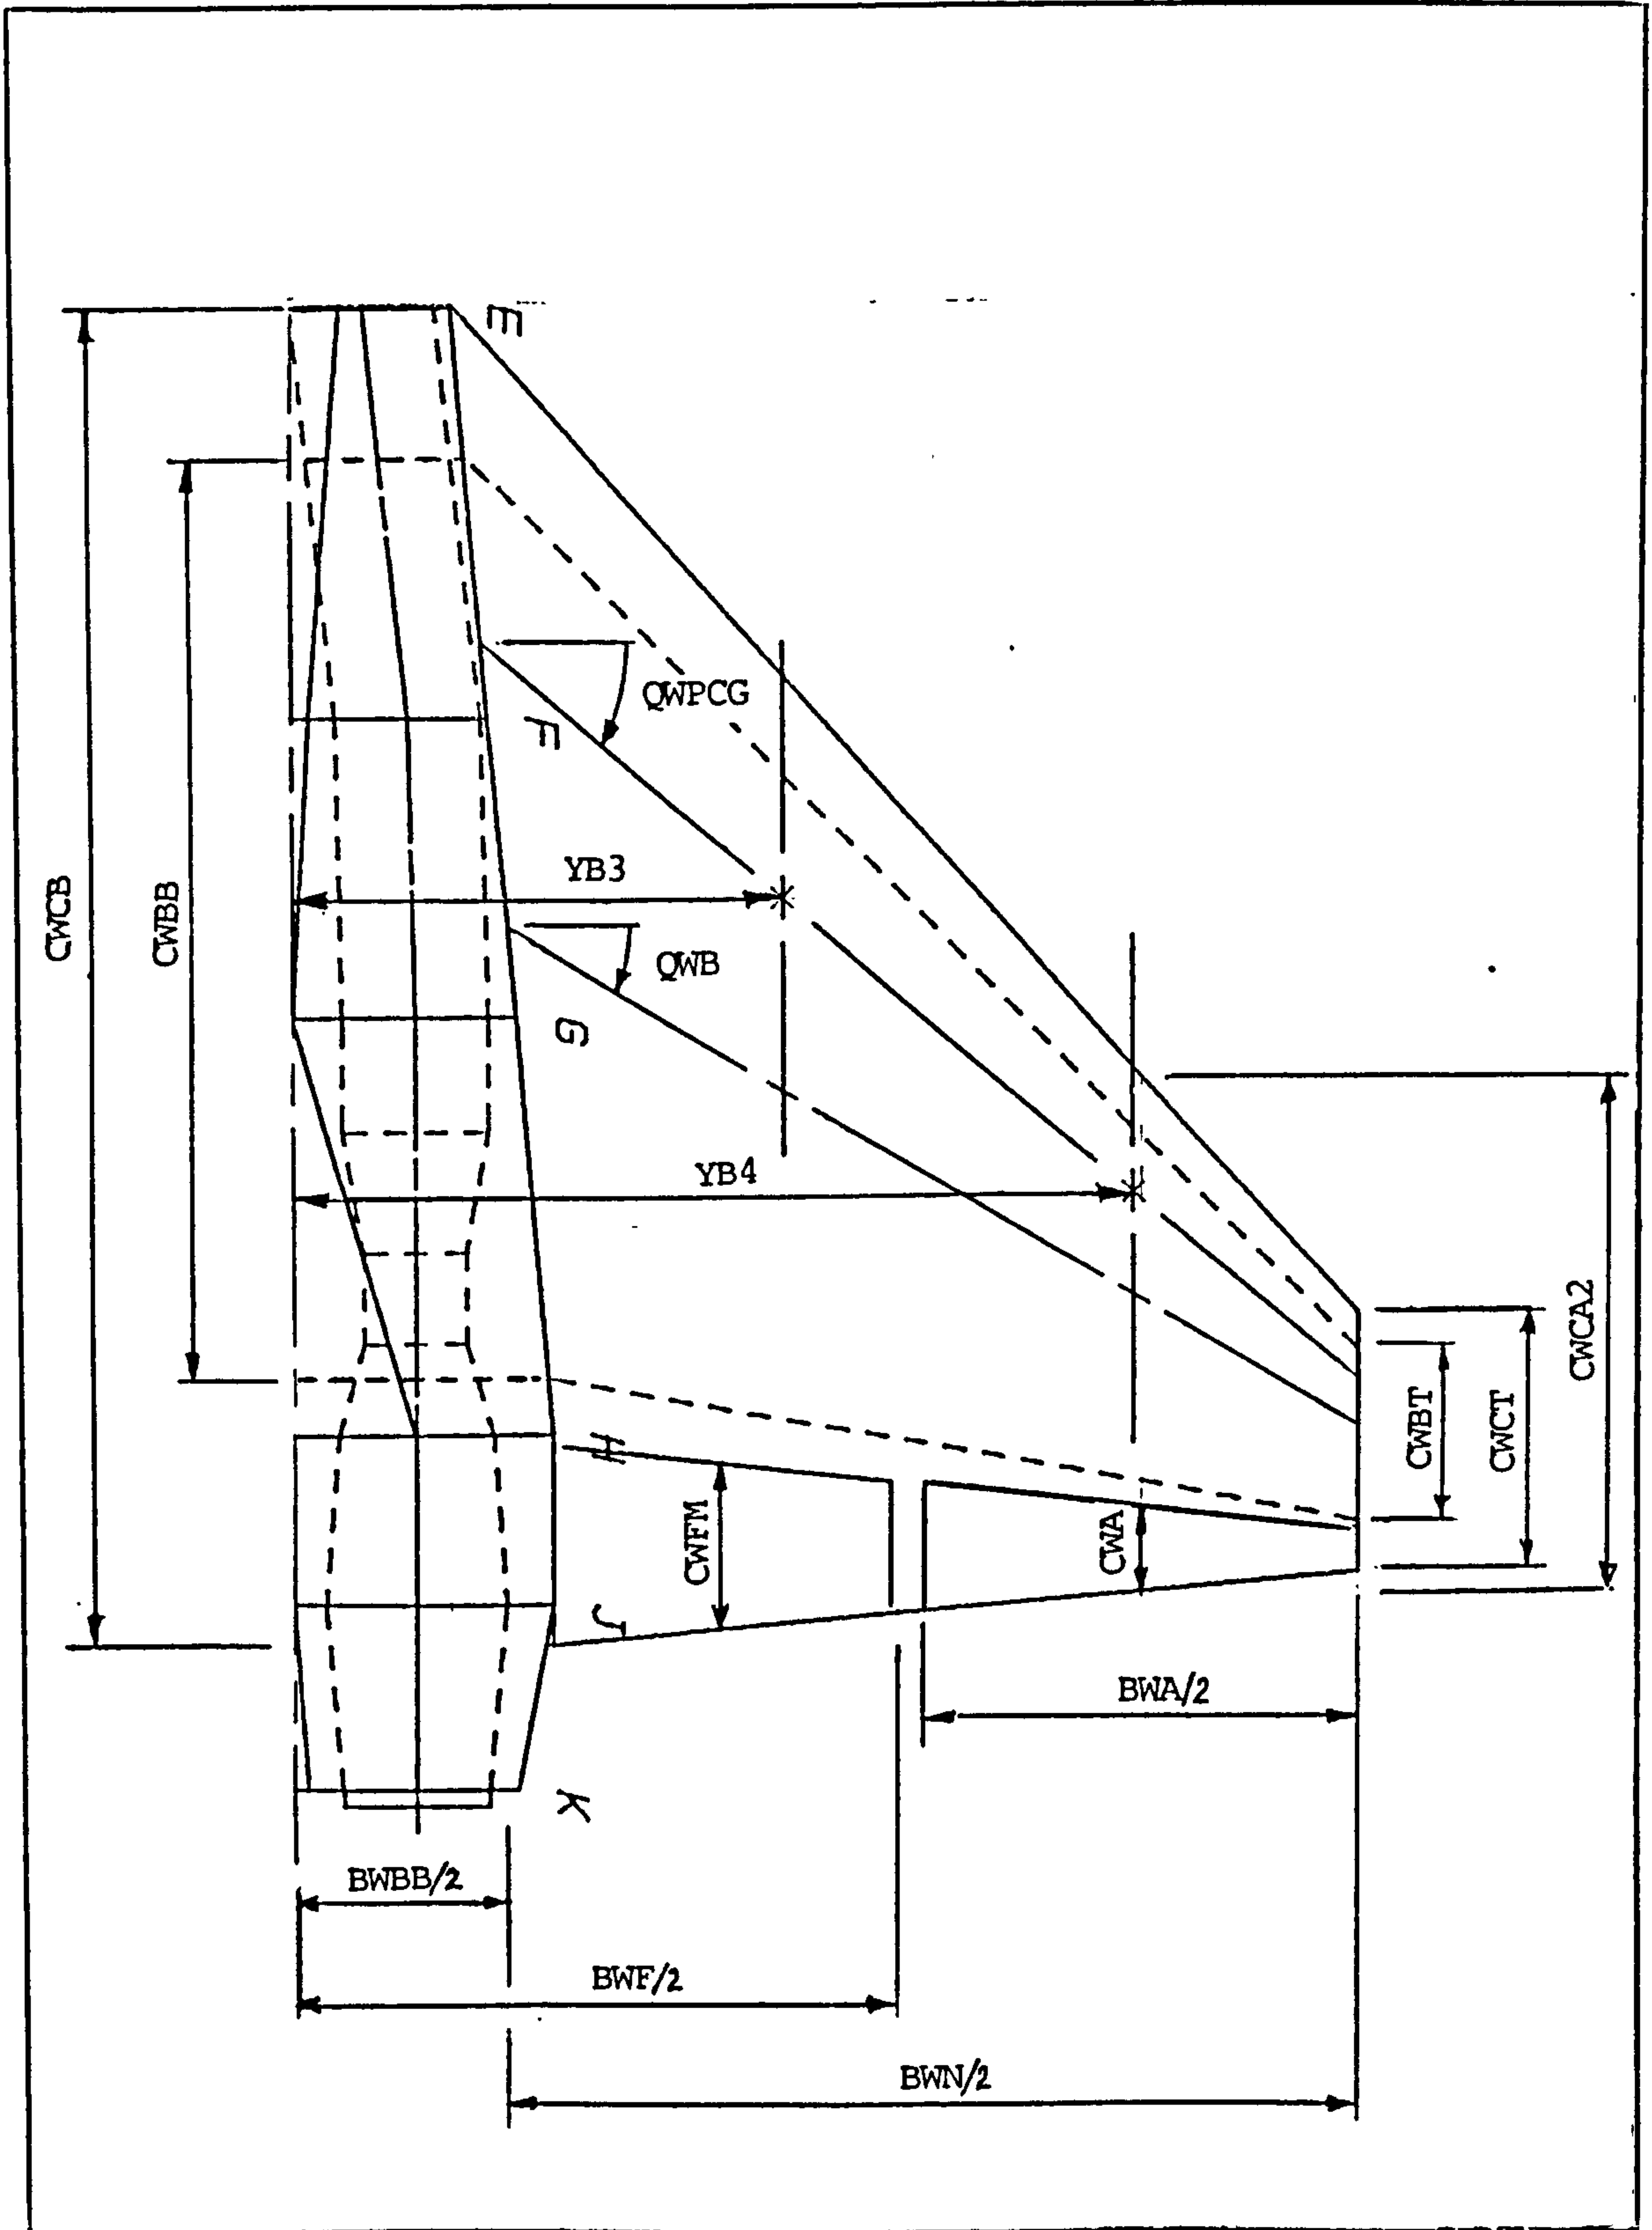 E
QWPCG
F
YB3
CWCB
CWBB
QWB
G
YB4
CWCA2
CWBT
CWCT
H
CWFM
CWA
J
BWA/2
K
BWBB/2
BWF/2
BWN/2